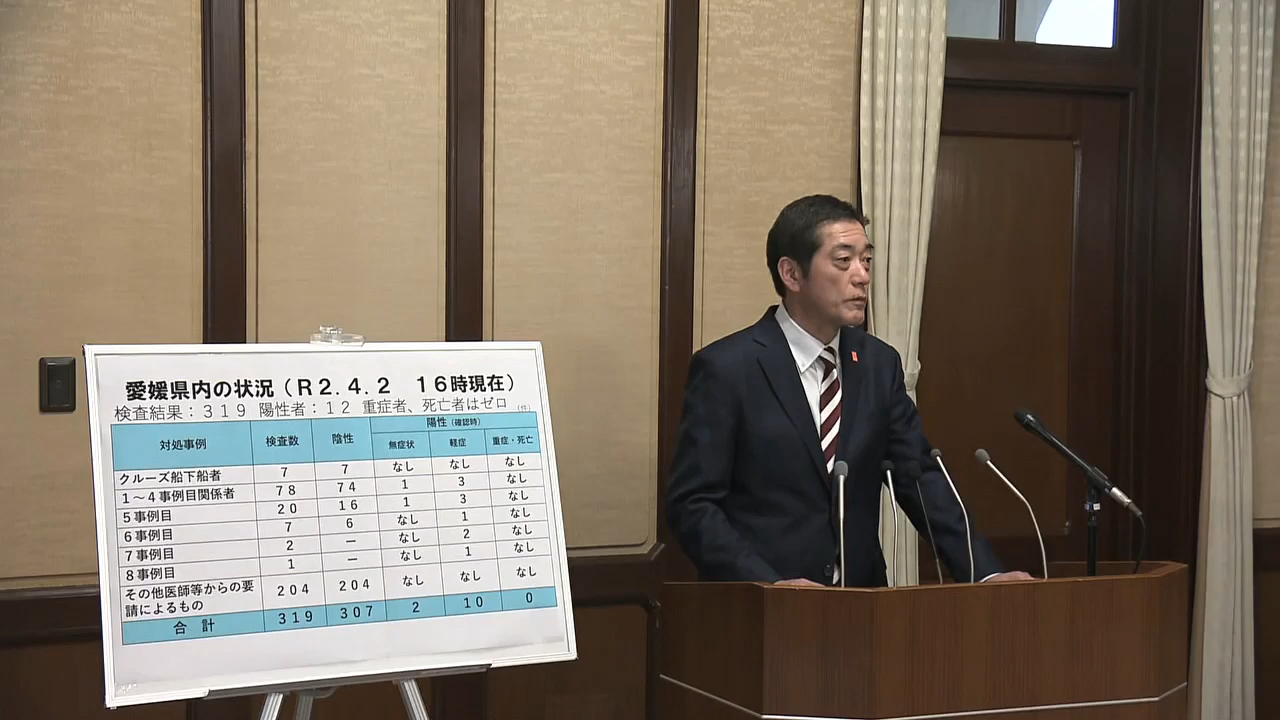 愛媛県内の状況（Ｒ２.４.２　１６時現在）
検査結果：３１９ 陽性者：１２ 重症者、死亡者はゼロ （件）
対処事例 検査数 陰性 陽性（確認時）
無症状 軽症 重症・死亡
クルーズ船下船者 7 7 なし なし なし
１～４事例目関係者 78 74 1 3 なし
５事例目 20 16 1 3 なし
６事例目 7 6 なし 1 なし
７事例目 2 － なし 2 なし
８事例目 1 － なし 1 なし
その他医師等からの要請によるもの 204 204 なし なし なし
合計 319 307 2 10 0